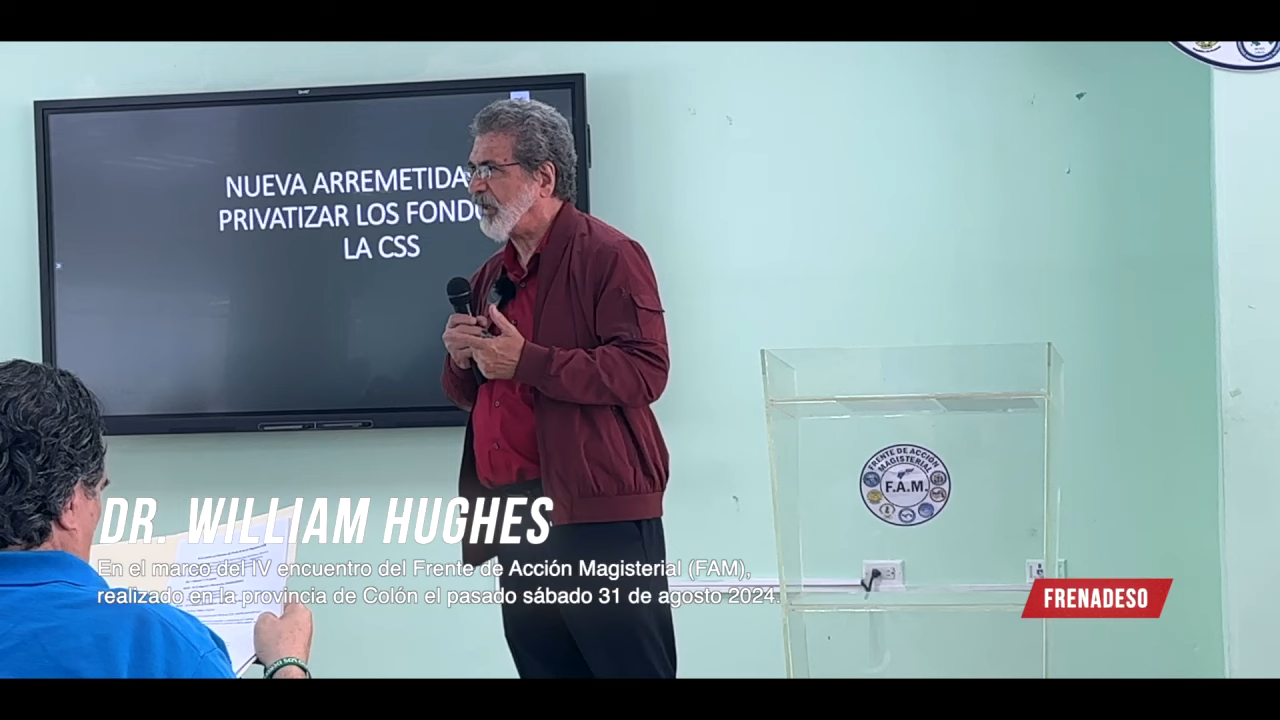 NUEVA ARREMETIDA
PRIVATIZAR LOS FONDO
LA CSS
FRENTE DE ACCIÓN
MAGISTERIAL
F.A.M.
DR. WILLIAM HUGHES
En el marco del IV encuentro del Frente de Acción Magisterial (FAM),
realizado en la provincia de Colón el pasado sábado 31 de agosto 2024.
FRENADESO